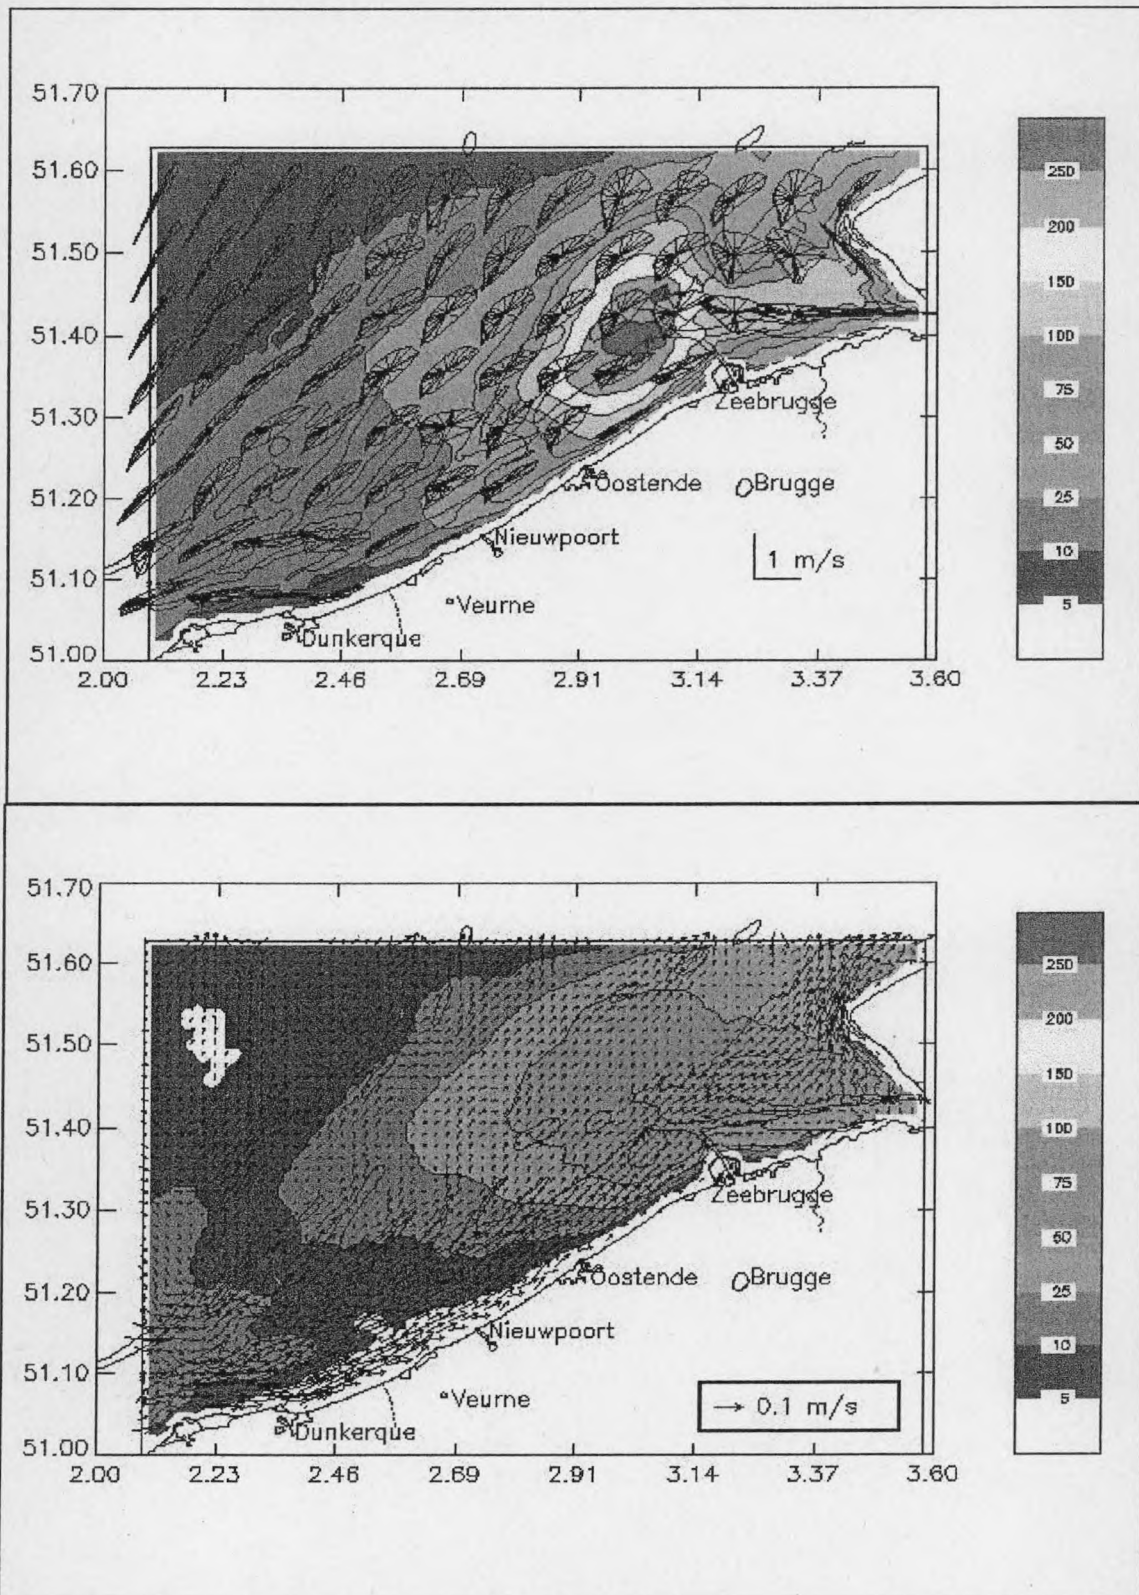 51.70
51.60
51.50
51.40
51.30
51.20
51.10
51.00
2.00 2.23 2.46 2.69 2.91 3.14 3.37 3.60
Zeebrugge
Oostende
Brugge
Nieuwpoort
1 m/s
Veurne
Dunkerque
250
200
150
100
75
50
25
10
5
51.70
51.60
51.50
51.40
51.30
51.20
51.10
51.00
2.00 2.23 2.46 2.69 2.91 3.14 3.37 3.60
Zeebrugge
Oostende
Brugge
Nieuwpoort
Veurne
0.1 m/s
Dunkerque
250
200
150
100
75
50
25
10
5